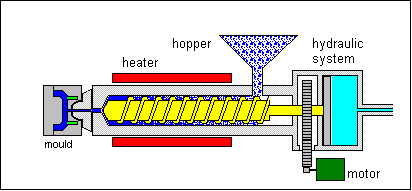 hopper
hydraulic
system
heater
mould
motor